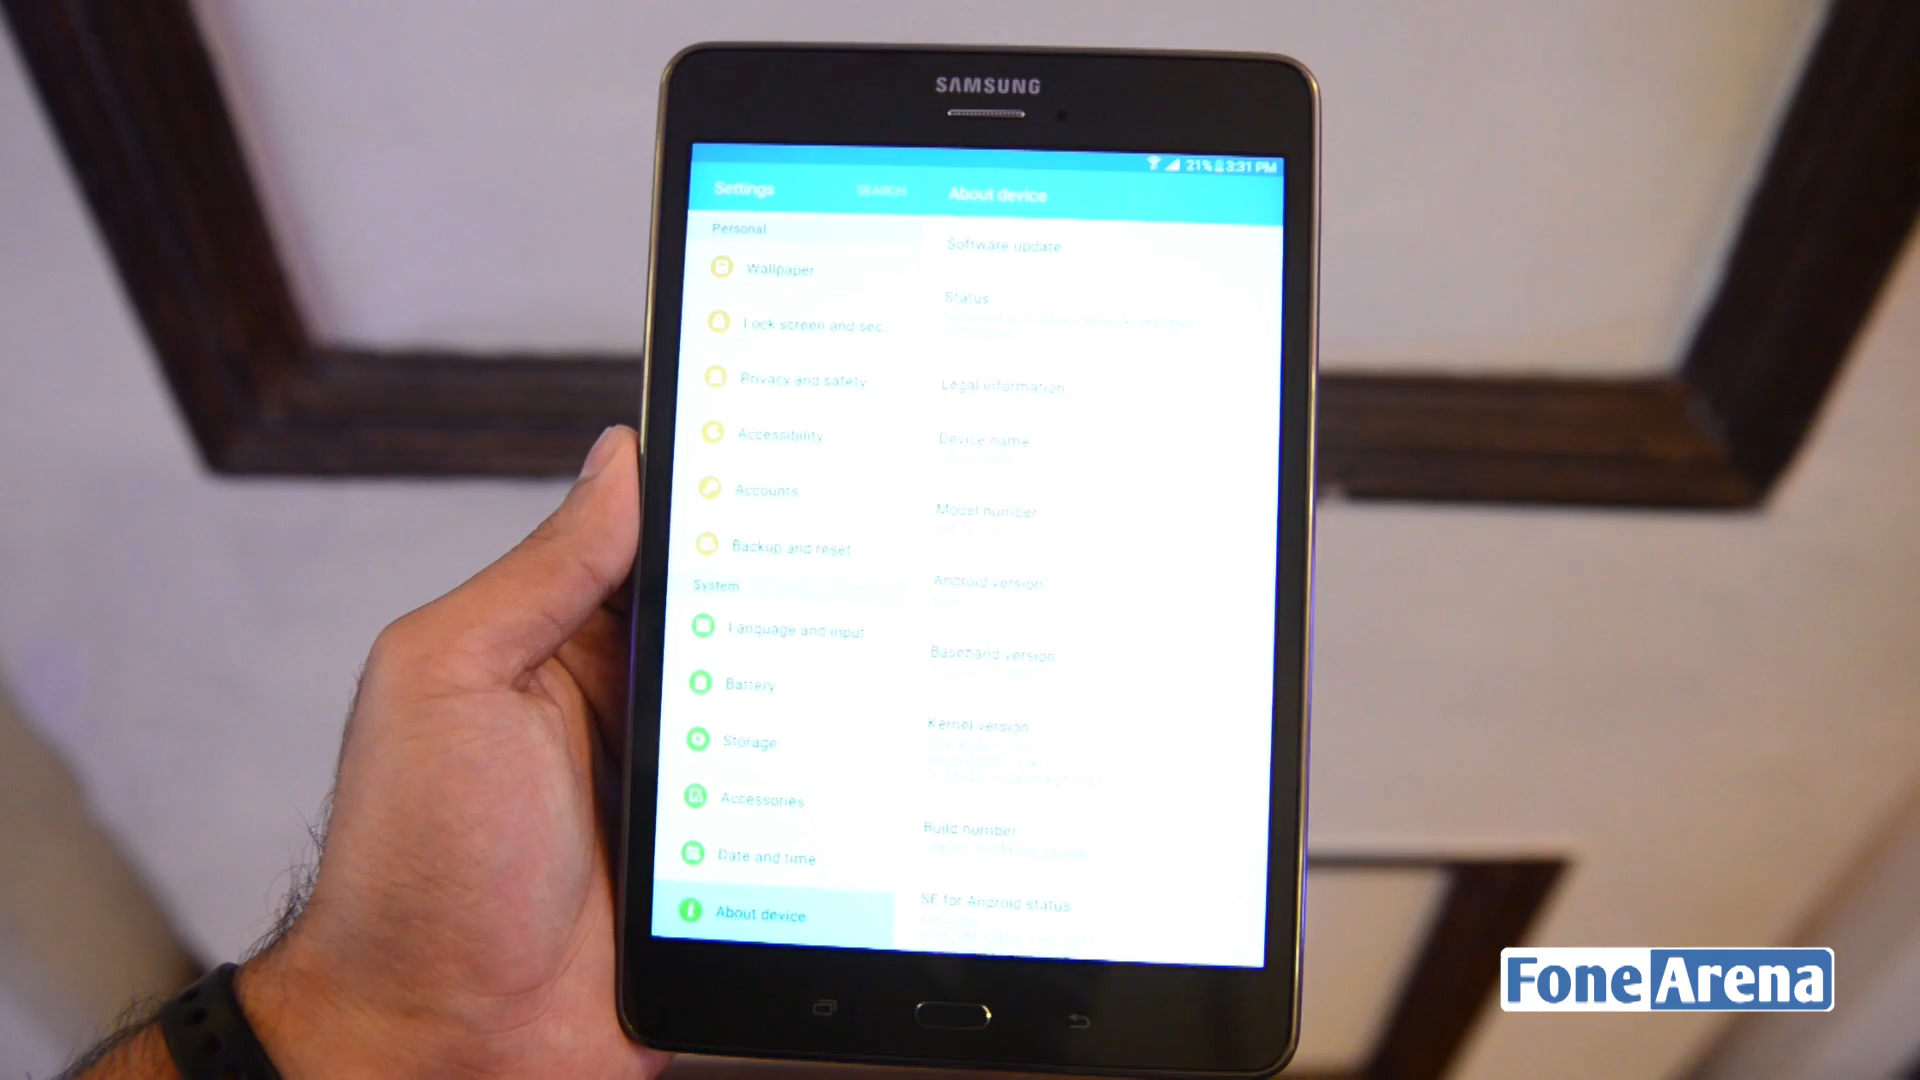 SAMSUNG
21% 3:31 PM
Settings
SEARCH
About device
Personal
Wallpaper
Lock screen and sec
Privacy and safety
Accessibility
Accounts
Backup and reset
System
Language and input
Battery
Storage
Accessories
Date and time
About device
Software update
Status
Legal information
Device name
Model number
Android version
Baseband version
Kernel version
Build number
SE for Android status
FoneArena